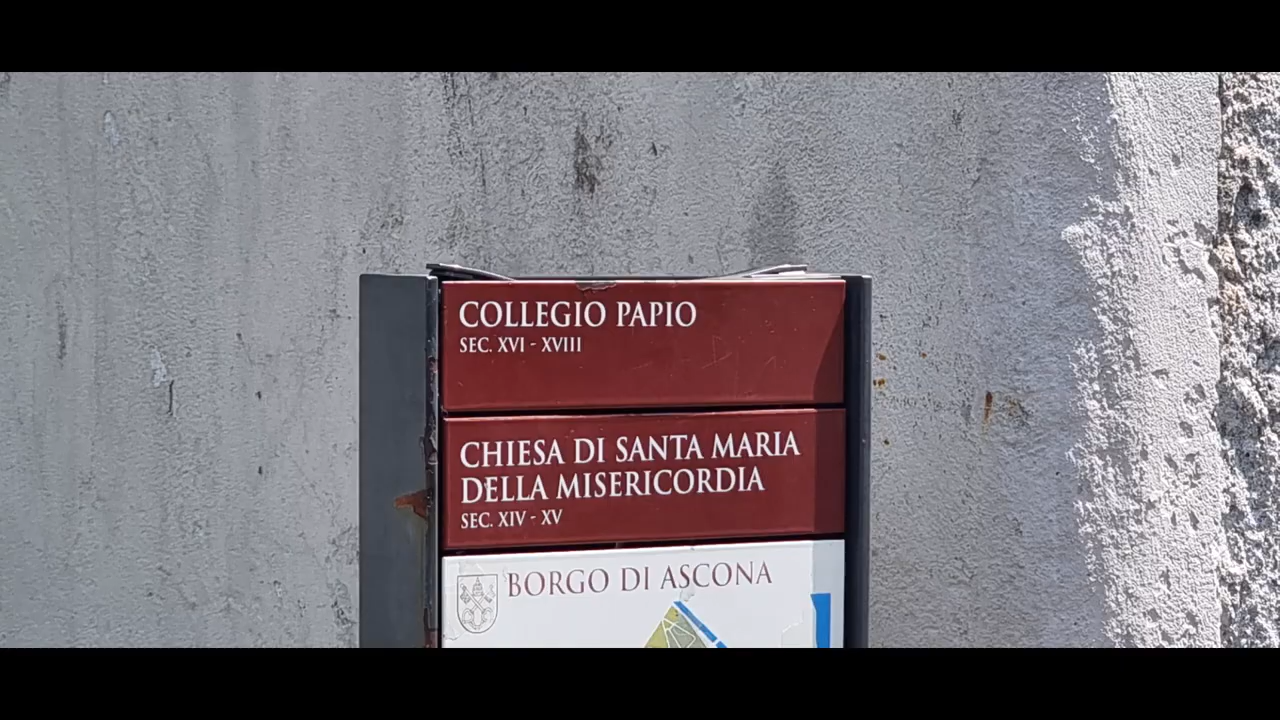 COLLEGIO PAPIO
SEC. XVI - XVIII
CHIESA DI SANTA MARIA
DELLA MISERICORDIA
SEC. XIV - XV
BORGO DI ASCONA